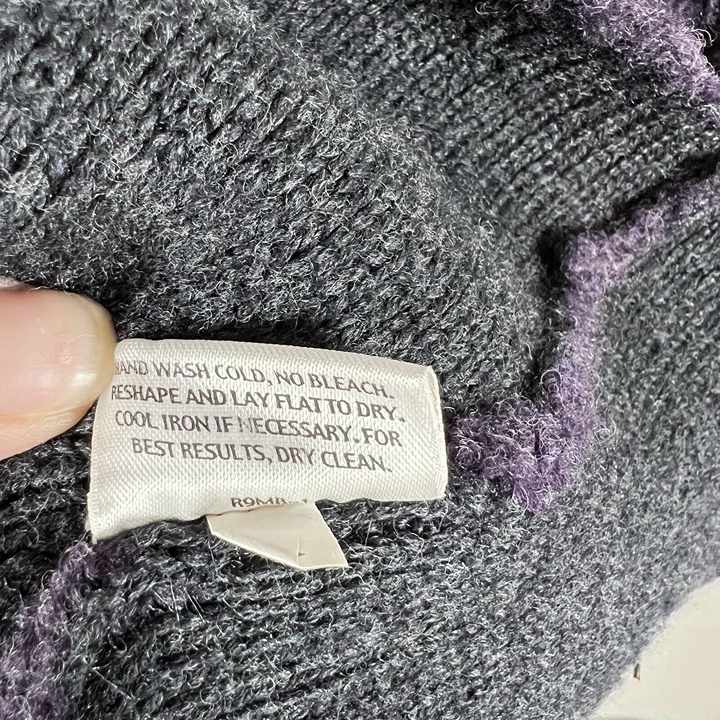 HAND WASH COLD, NO BLEACH.
RESHAPE AND LAY FLAT TO DRY.
COOL IRON IF NECESSARY. FOR
BEST RESULTS, DRY CLEAN.